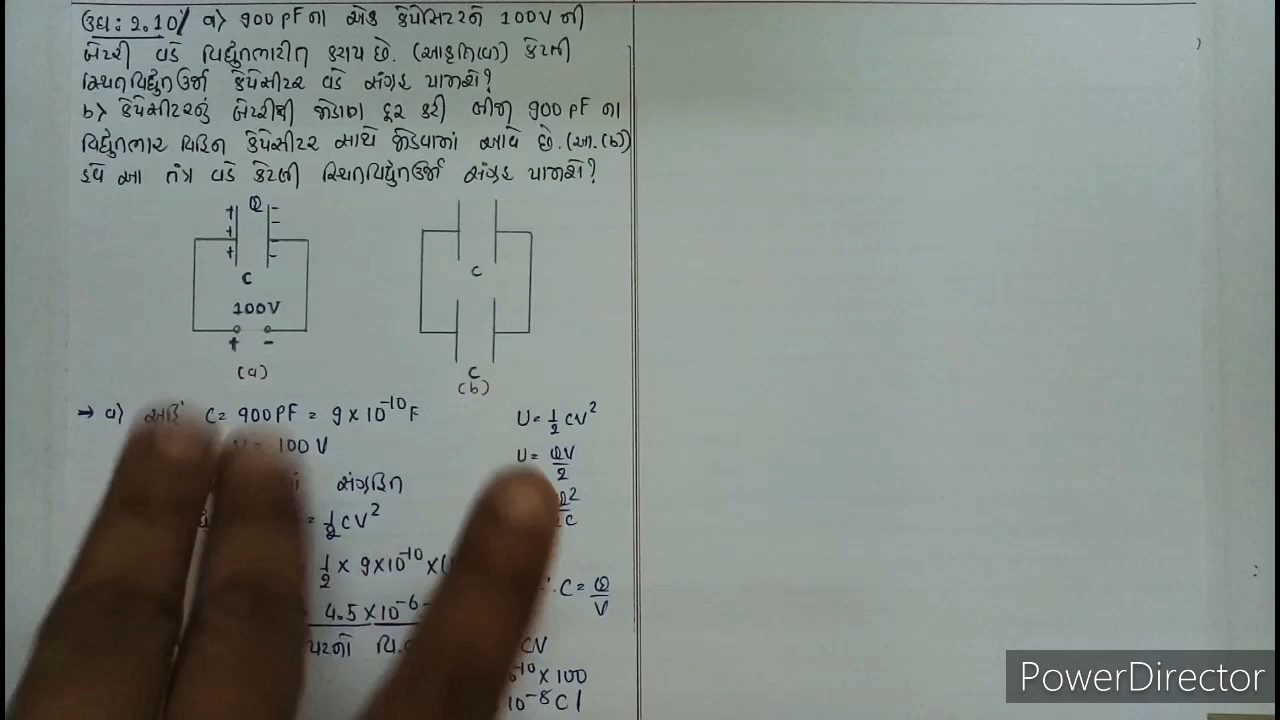 ઉદા: 2.10/ a> 900 pF ના એક કેપેસિટરને 100V ની
બેટરી વડે વિદ્યુતભારીત કરાય છે. (આકૃતિ(a)) કેટલી
સ્થિતવિદ્યુતઉર્જા કેપેસીટર વડે સંગ્રહ પામશે?
b> કેપેસીટરનું બેટરીથી જોડાણ દૂર કરી બીજા 900 pF ના
વિદ્યુતભાર વિહિન કેપેસીટર સાથે જોડવામાં આવે છે. (આ.(b))
હવે આ તંત્ર વડે કેટલી સ્થિતવિદ્યુતઉર્જા સંગ્રહ પામશે?
+ Q -
+ -
+ -
C
100V
+ -
(a)
C
C
(b)
→ a> અહિં C = 900 PF = 9 × 10⁻¹⁰ F
= 100 V
સંગ્રહિત
= ½ CV²
½ × 9 × 10⁻¹⁰ × (
4.5 × 10⁻⁶
U = ½ CV²
U = QV/2
∴ C = Q/V
CV
⁻¹⁰ × 100
10⁻⁸ C
PowerDirector